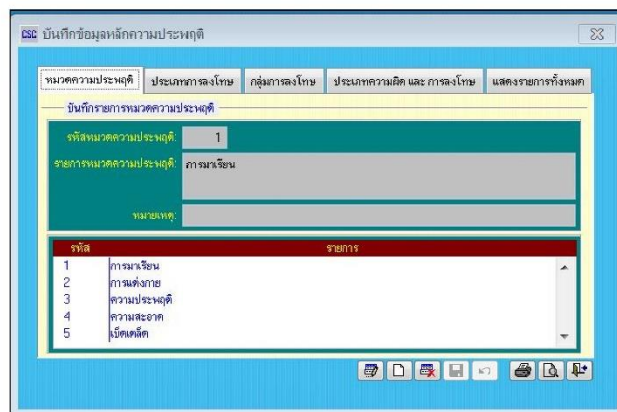 CSC บันทึกข้อมูลหลักความประพฤติ
หมวดความประพฤติ ประเภทการลงโทษ กลุ่มการลงโทษ ประเภทความผิด และ การลงโทษ แสดงรายการทั้งหมด
บันทึกรายการหมวดความประพฤติ
รหัสหมวดความประพฤติ: 1
รายการหมวดความประพฤติ: การมาเรียน
หมายเหตุ:
รหัส รายการ
1 การมาเรียน
2 การแต่งกาย
3 ความประพฤติ
4 ความสะอาด
5 เบ็ดเตล็ด